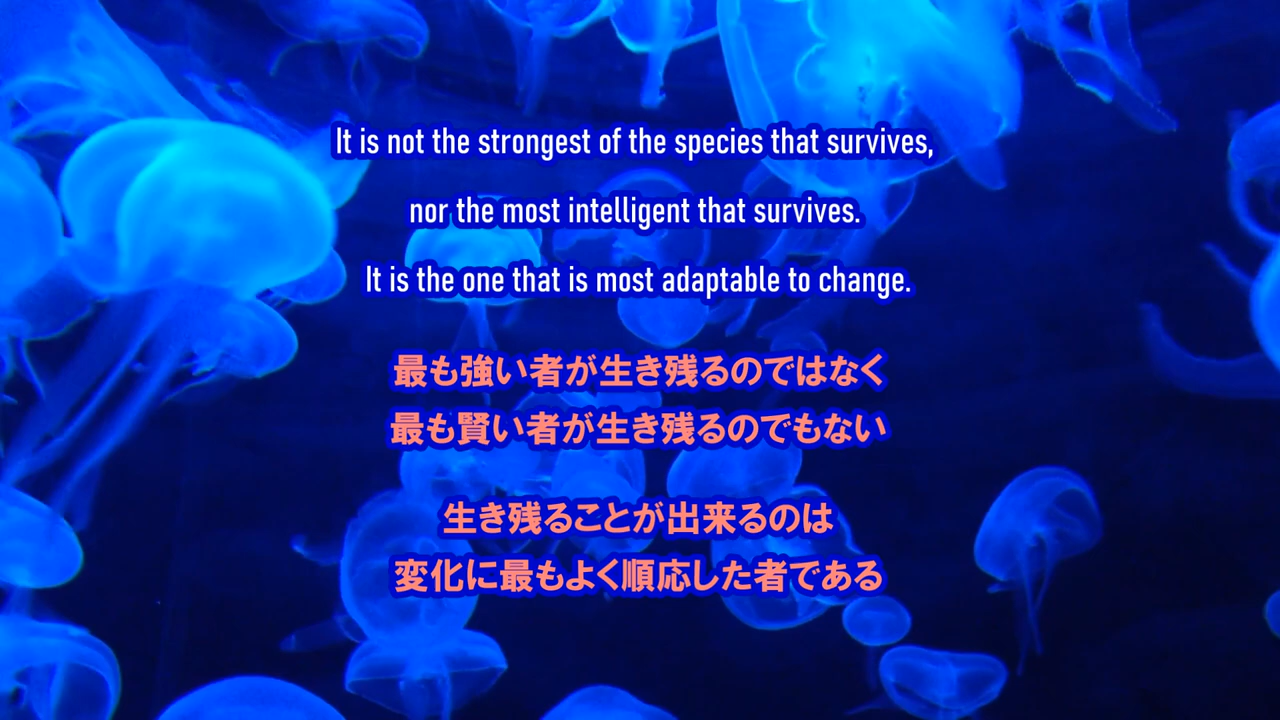 It is not the strongest of the species that survives,
nor the most intelligent that survives.
It is the one that is most adaptable to change.
最も強い者が生き残るのではなく
最も賢い者が生き残るのでもない
生き残ることが出来るのは
変化に最もよく順応した者である